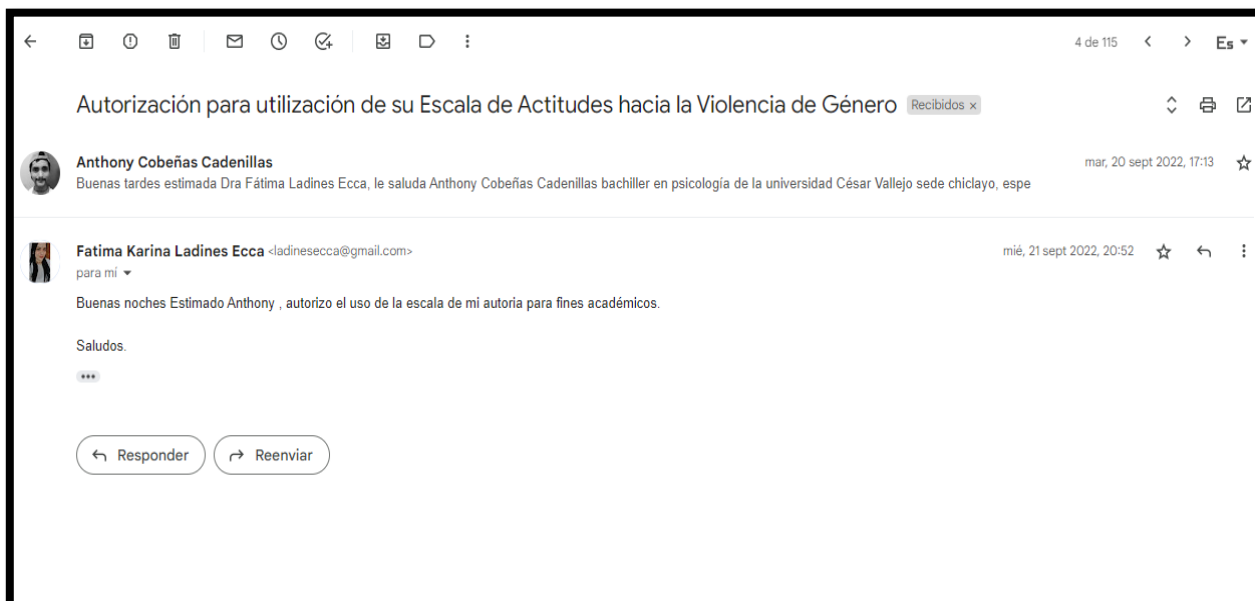 4 de 115
Es
Autorización para utilización de su Escala de Actitudes hacia la Violencia de Género Recibidos x
Anthony Cobeñas Cadenillas mar, 20 sept 2022, 17:13
Buenas tardes estimada Dra Fátima Ladines Ecca, le saluda Anthony Cobeñas Cadenillas bachiller en psicología de la universidad César Vallejo sede chiclayo, espe
Fatima Karina Ladines Ecca <ladinesecca@gmail.com> mié, 21 sept 2022, 20:52
para mí
Buenas noches Estimado Anthony , autorizo el uso de la escala de mi autoria para fines académicos.
Saludos.
Responder Reenviar